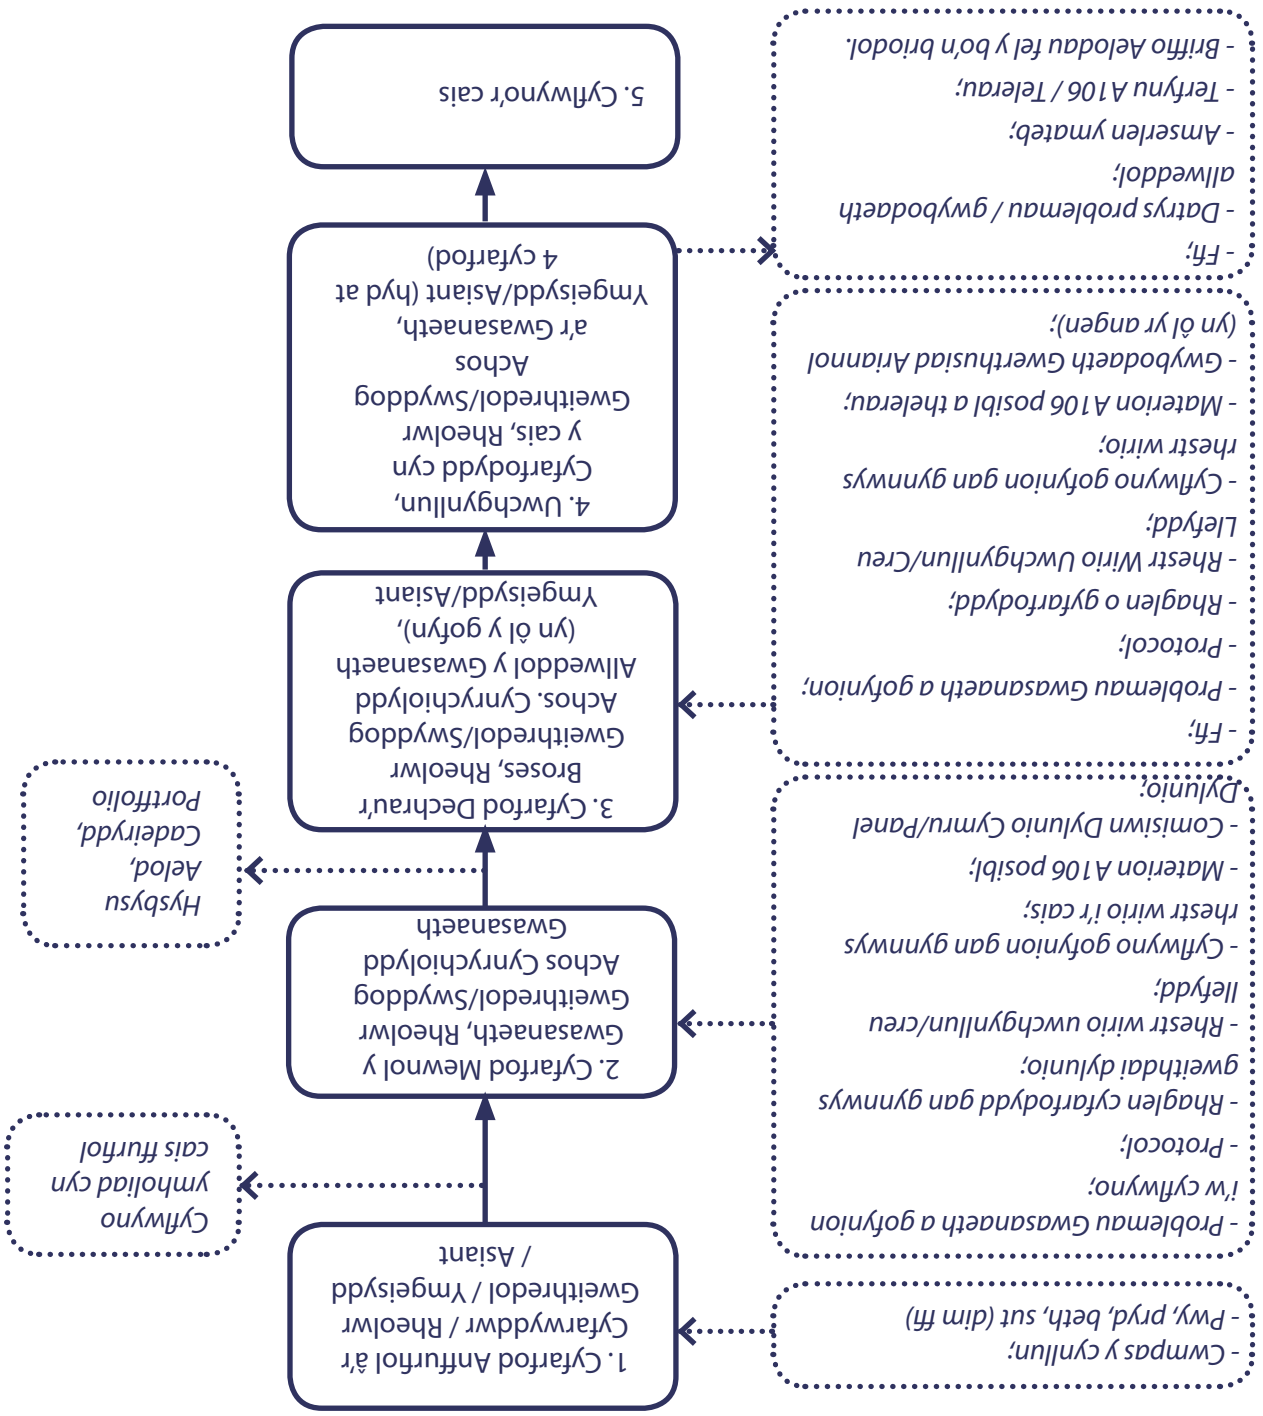 - Cwmpas y cynllun;
- Pwy, pryd, beth, sut (dim ffi)
1. Cyfarfod Anffurfiol â'r
Cyfarwyddwr / Rheolwr
Gweithredol / Ymgeisydd
/ Asiant
Cyflwyno
ymholiad cyn
cais ffurfiol
- Problemau Gwasanaeth a gofynion
i'w cyflwyno;
- Protocol;
- Rhaglen cyfarfodydd gan gynnwys
gweithdai dylunio;
- Rhestr wirio uwchgynllun/creu
llefydd;
- Cyflwyno gofynion gan gynnwys
rhestr wirio i'r cais;
- Materion A106 posibl;
- Comisiwn Dylunio Cymru/Panel
Dylunio;
2. Cyfarfod Mewnol y
Gwasanaeth, Rheolwr
Gweithredol/Swyddog
Achos Cynrychiolydd
Gwasanaeth
Hysbysu
Aelod,
Cadeirydd,
Portffolio
- Ffi;
- Problemau Gwasanaeth a gofynion;
- Protocol;
- Rhaglen o gyfarfodydd;
- Rhestr Wirio Uwchgynllun/Creu
Llefydd;
- Cyflwyno gofynion gan gynnwys
rhestr wirio;
- Materion A106 posibl a thelerau;
- Gwybodaeth Gwerthusiad Ariannol
(yn ôl yr angen);
3. Cyfarfod Dechrau'r
Broses, Rheolwr
Gweithredol/Swyddog
Achos. Cynrychiolydd
Allweddol y Gwasanaeth
(yn ôl y gofyn),
Ymgeisydd/Asiant
- Ffi;
- Datrys problemau / gwybodaeth
allweddol;
- Amserlen ymateb;
- Terfynu A106 / Telerau;
- Briffio Aelodau fel y bo'n briodol.
4. Uwchgynllun,
Cyfarfodydd cyn
y cais, Rheolwr
Gweithredol/Swyddog
Achos
a'r Gwasanaeth,
Ymgeisydd/Asiant (hyd at
4 cyfarfod)
5. Cyflwyno'r cais